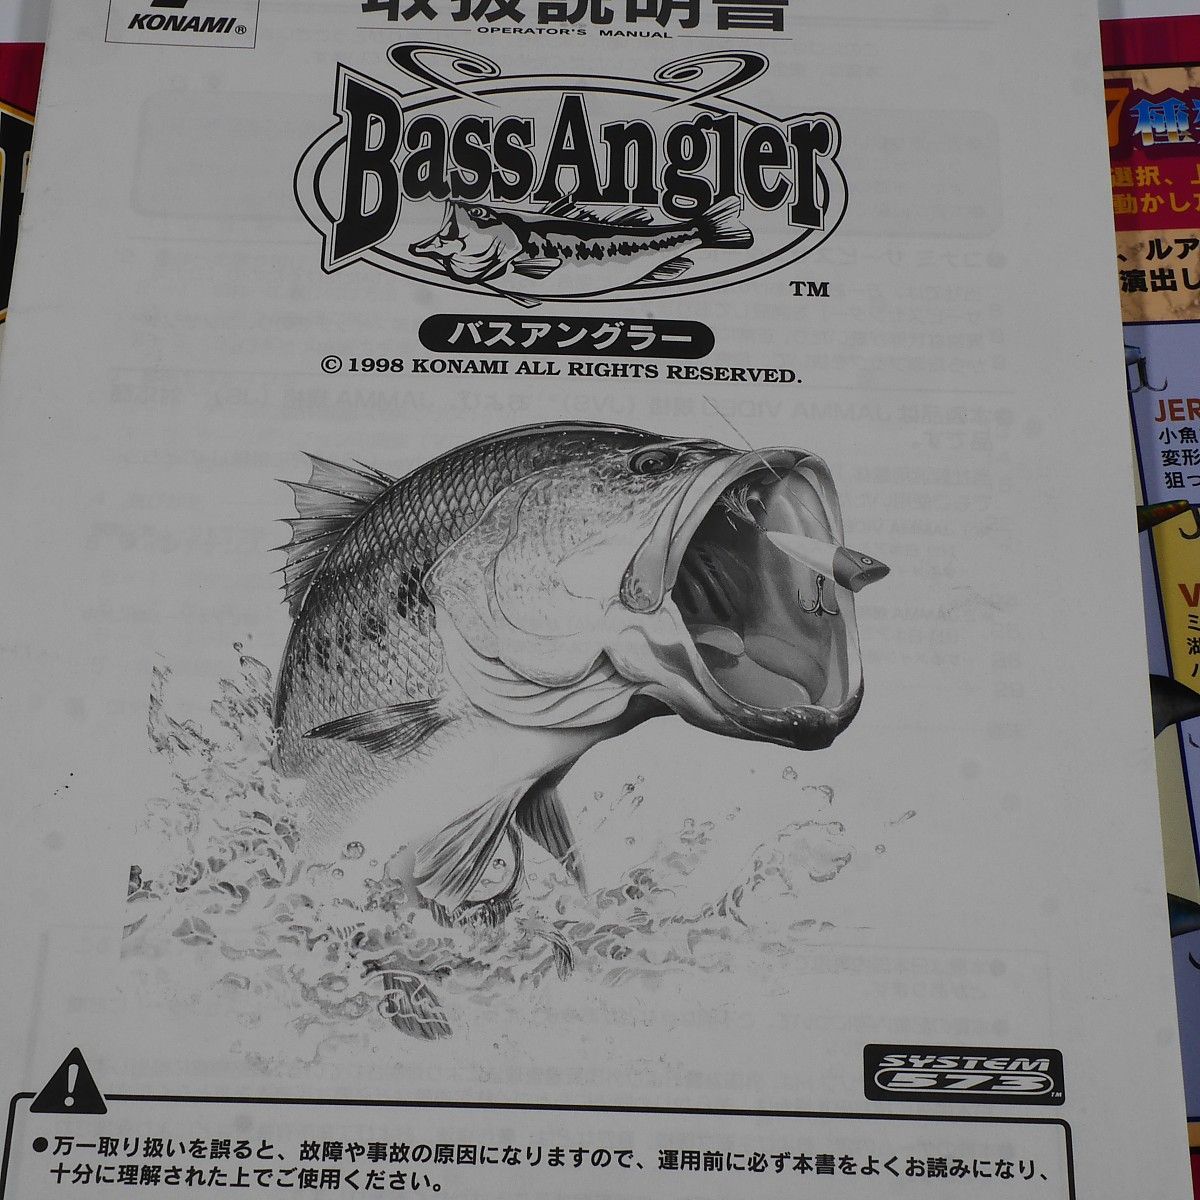 KONAMI®
取扱説明書
OPERATOR'S MANUAL
BassAngler
TM
バスアングラー
© 1998 KONAMI ALL RIGHTS RESERVED.
SYSTEM
573
TM
●万一取り扱いを誤ると、故障や事故の原因になりますので、運用前に必ず本書をよくお読みになり、
十分に理解された上でご使用ください。
7種
選択、
動かした
、ルア
演出し
JER
小魚
変形
狙っ
V
ミ
湖